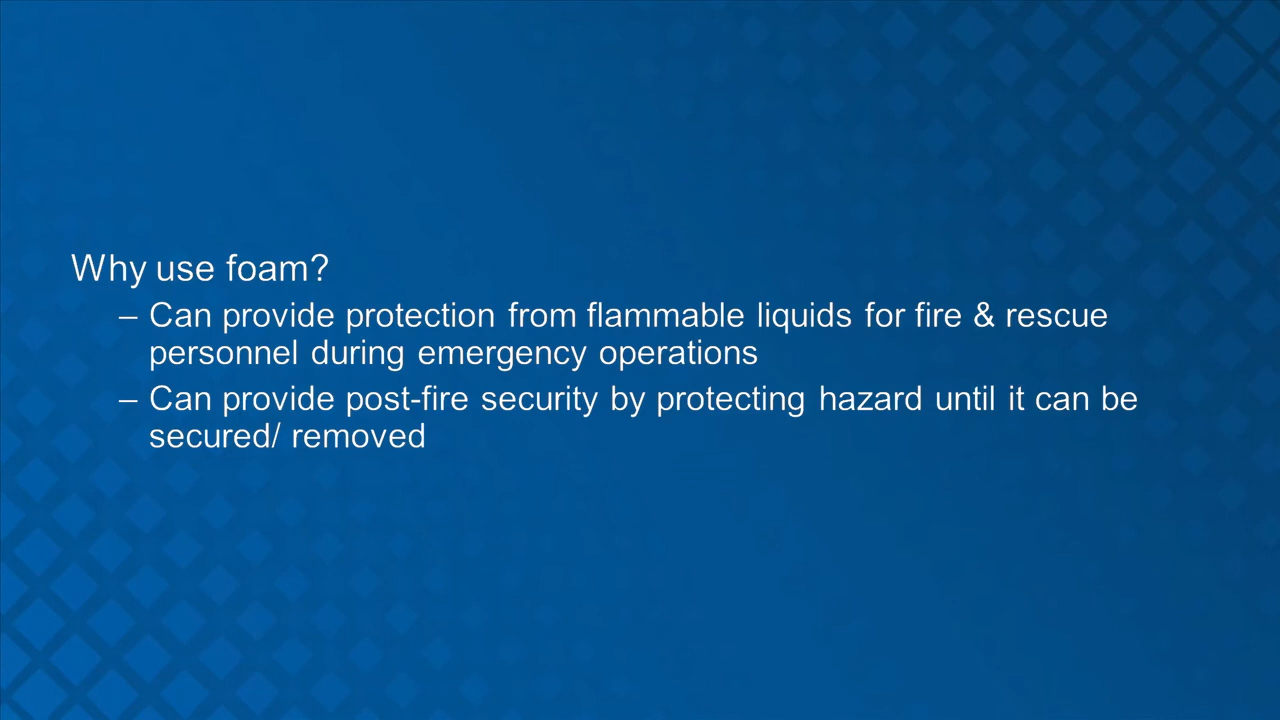 Why use foam?
– Can provide protection from flammable liquids for fire & rescue
personnel during emergency operations
– Can provide post-fire security by protecting hazard until it can be
secured/ removed